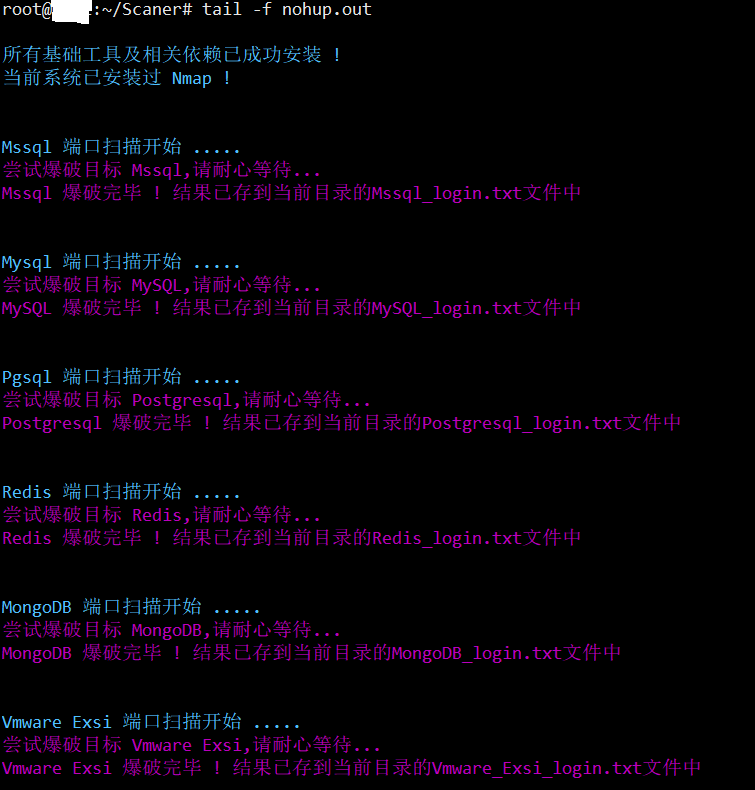 root@:~/Scaner# tail -f nohup.out
所有基础工具及相关依赖已成功安装 !
当前系统已安装过 Nmap !
Mssql 端口扫描开始 .....
尝试爆破目标 Mssql,请耐心等待...
Mssql 爆破完毕 ! 结果已存到当前目录的Mssql_login.txt文件中
Mysql 端口扫描开始 .....
尝试爆破目标 MySQL,请耐心等待...
MySQL 爆破完毕 ! 结果已存到当前目录的MySQL_login.txt文件中
Pgsql 端口扫描开始 .....
尝试爆破目标 Postgresql,请耐心等待...
Postgresql 爆破完毕 ! 结果已存到当前目录的Postgresql_login.txt文件中
Redis 端口扫描开始 .....
尝试爆破目标 Redis,请耐心等待...
Redis 爆破完毕 ! 结果已存到当前目录的Redis_login.txt文件中
MongoDB 端口扫描开始 .....
尝试爆破目标 MongoDB,请耐心等待...
MongoDB 爆破完毕 ! 结果已存到当前目录的MongoDB_login.txt文件中
Vmware Exsi 端口扫描开始 .....
尝试爆破目标 Vmware Exsi,请耐心等待...
Vmware Exsi 爆破完毕 ! 结果已存到当前目录的Vmware_Exsi_login.txt文件中